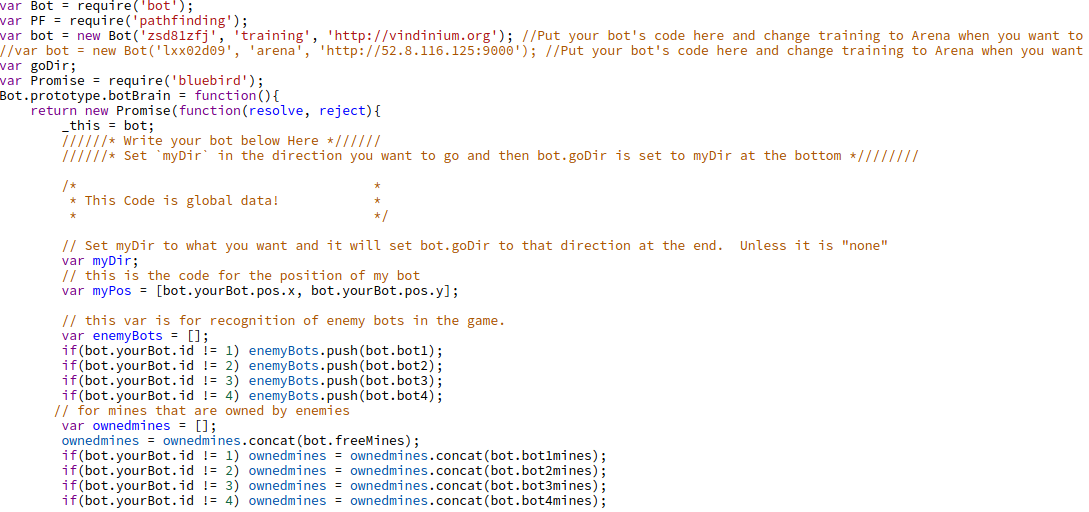 var Bot = require('bot');
var PF = require('pathfinding');
var bot = new Bot('zsd81zfj', 'training', 'http://vindinium.org'); //Put your bot's code here and change training to Arena when you want to
//var bot = new Bot('lxx02d09', 'arena', 'http://52.8.116.125:9000'); //Put your bot's code here and change training to Arena when you want
var goDir;
var Promise = require('bluebird');
Bot.prototype.botBrain = function(){
    return new Promise(function(resolve, reject){
        _this = bot;
        //////* Write your bot below Here *//////
        //////* Set `myDir` in the direction you want to go and then bot.goDir is set to myDir at the bottom *////////
        /*                                      *
         * This Code is global data!            *
         *                                      */
        // Set myDir to what you want and it will set bot.goDir to that direction at the end.  Unless it is "none"
        var myDir;
        // this is the code for the position of my bot
        var myPos = [bot.yourBot.pos.x, bot.yourBot.pos.y];
        // this var is for recognition of enemy bots in the game.
        var enemyBots = [];
        if(bot.yourBot.id != 1) enemyBots.push(bot.bot1);
        if(bot.yourBot.id != 2) enemyBots.push(bot.bot2);
        if(bot.yourBot.id != 3) enemyBots.push(bot.bot3);
        if(bot.yourBot.id != 4) enemyBots.push(bot.bot4);
       // for mines that are owned by enemies
        var ownedmines = [];
        ownedmines = ownedmines.concat(bot.freeMines);
        if(bot.yourBot.id != 1) ownedmines = ownedmines.concat(bot.bot1mines);
        if(bot.yourBot.id != 2) ownedmines = ownedmines.concat(bot.bot2mines);
        if(bot.yourBot.id != 3) ownedmines = ownedmines.concat(bot.bot3mines);
        if(bot.yourBot.id != 4) ownedmines = ownedmines.concat(bot.bot4mines);